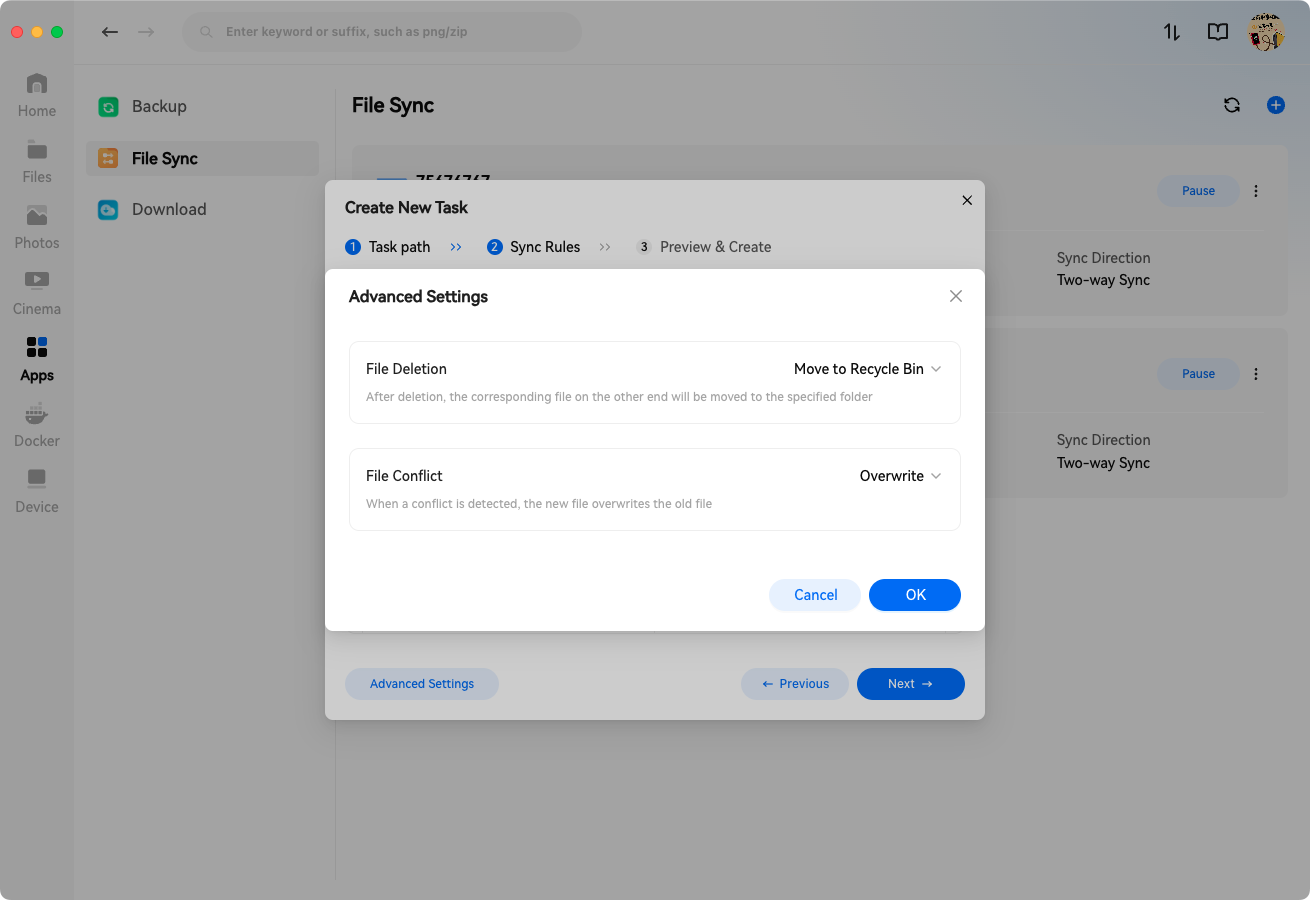 Enter keyword or suffix, such as png/zip
Home
Files
Photos
Cinema
Apps
Docker
Device
Backup
File Sync
Download
File Sync
Pause
Sync Direction
Two-way Sync
Pause
Sync Direction
Two-way Sync
Create New Task
1 Task path
2 Sync Rules
3 Preview & Create
Advanced Settings
File Deletion
Move to Recycle Bin
After deletion, the corresponding file on the other end will be moved to the specified folder
File Conflict
Overwrite
When a conflict is detected, the new file overwrites the old file
Cancel
OK
Advanced Settings
← Previous
Next →